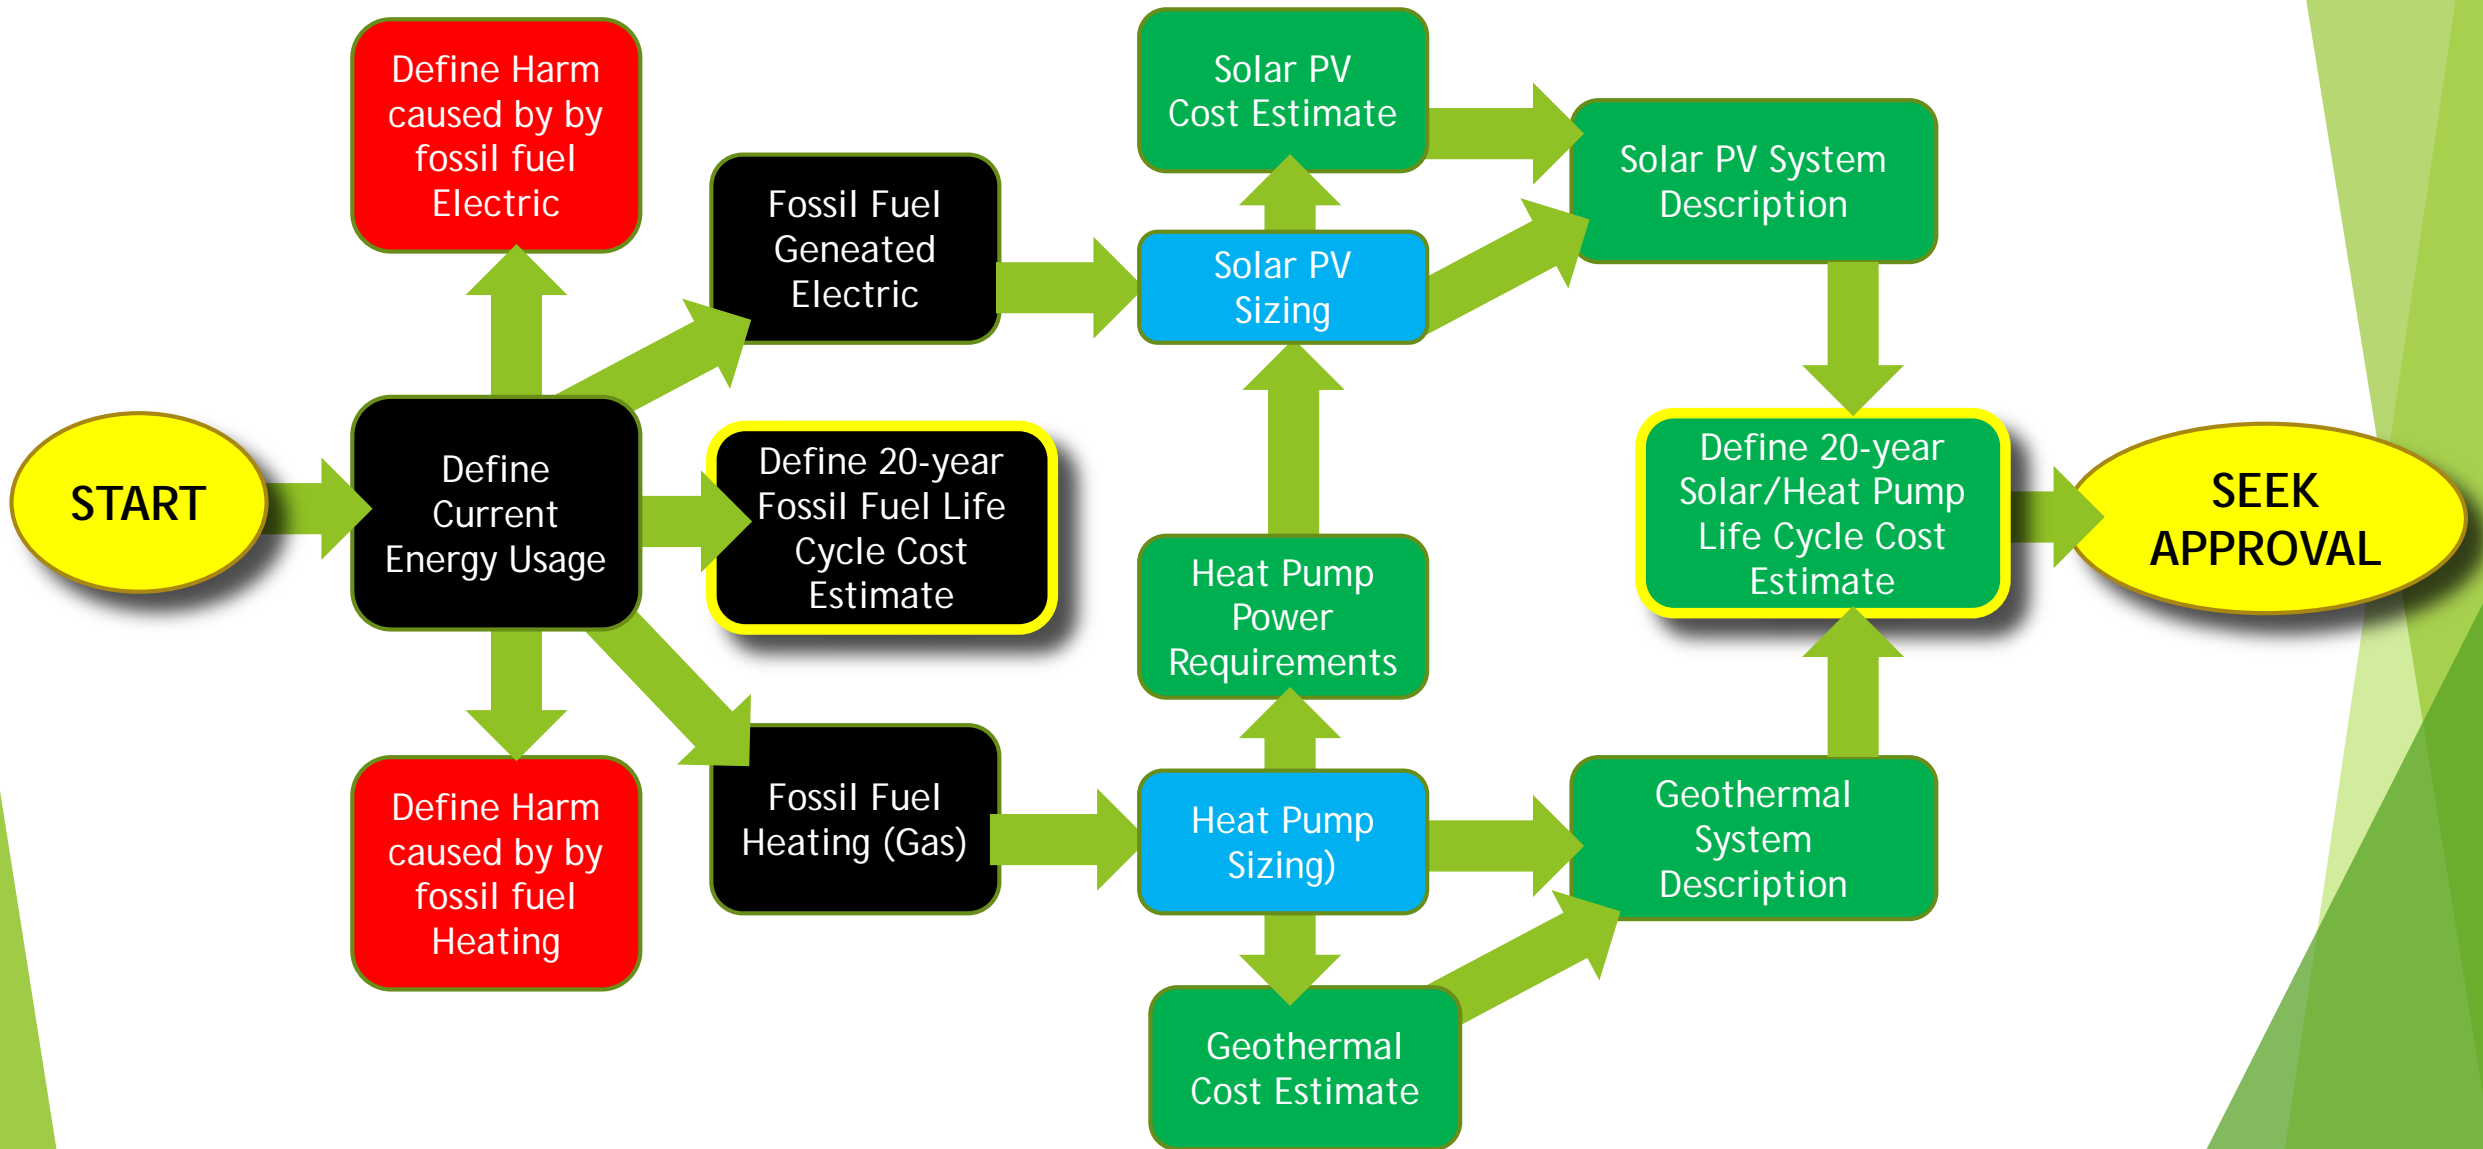 START
Define Harm
caused by by
fossil fuel
Electric
Define
Current
Energy Usage
Define Harm
caused by by
fossil fuel
Heating
Fossil Fuel
Geneated
Electric
Define 20-year
Fossil Fuel Life
Cycle Cost
Estimate
Fossil Fuel
Heating (Gas)
Solar PV
Cost Estimate
Solar PV
Sizing
Heat Pump
Power
Requirements
Heat Pump
Sizing)
Geothermal
Cost Estimate
Solar PV System
Description
Define 20-year
Solar/Heat Pump
Life Cycle Cost
Estimate
Geothermal
System
Description
SEEK
APPROVAL